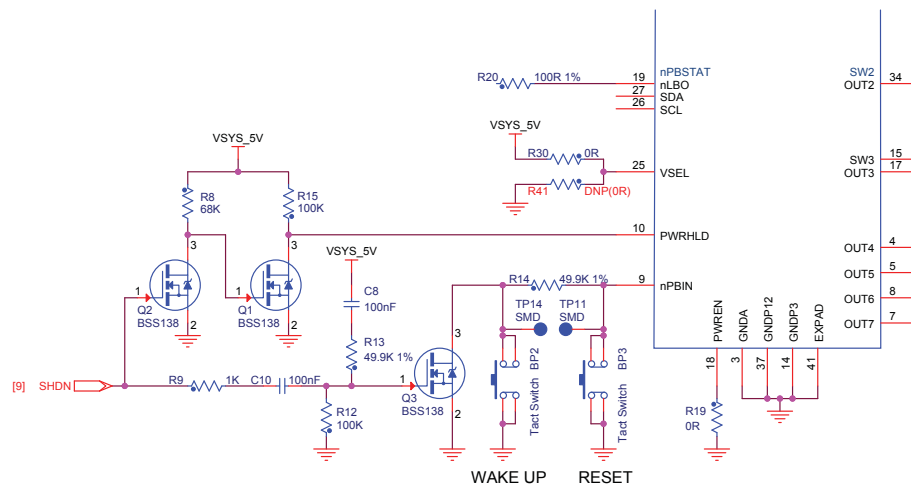 nPBSTAT
R20 100R 1% 19 nLBO
27 SDA
26 SCL
SW2
34 OUT2
VSYS_5V
R30 0R
25 VSEL
R41 DNP(0R)
15 SW3
17 OUT3
VSYS_5V
R8 68K
R15 100K
10 PWRHLD
4 OUT4
5 OUT5
8 OUT6
7 OUT7
VSYS_5V
C8 100nF
R13 49.9K 1%
R14 49.9K 1% 9 nPBIN
TP14 SMD
TP11 SMD
3
1
2
Q2 BSS138
3
1
2
Q1 BSS138
3
1
2
Q3 BSS138
BP2
Tact Switch
BP3
Tact Switch
PWREN
GNDA
GNDP12
GNDP3
EXPAD
18
3
37
14
41
[9] SHDN
R9 1K
C10 100nF
R12 100K
R19 0R
WAKE UP
RESET